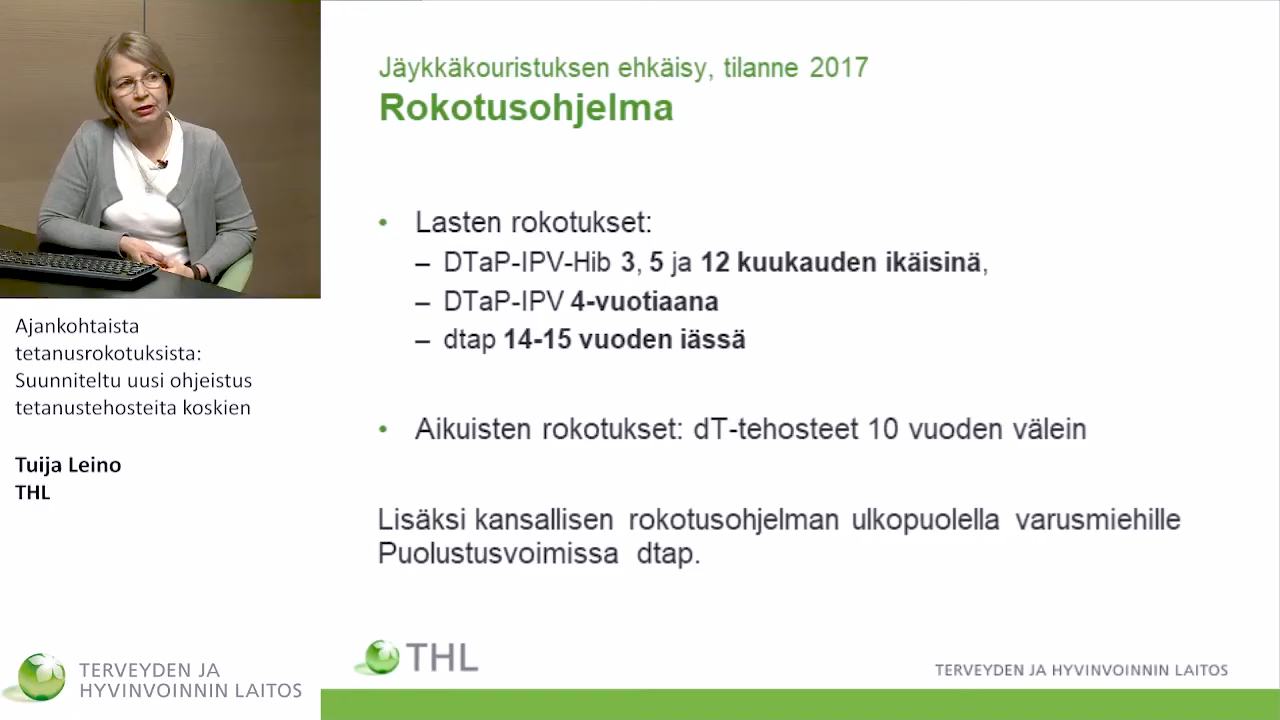 Jäykkäkouristuksen ehkäisy, tilanne 2017
Rokotusohjelma
• Lasten rokotukset:
– DTaP-IPV-Hib 3, 5 ja 12 kuukauden ikäisinä,
– DTaP-IPV 4-vuotiaana
– dtap 14-15 vuoden iässä
• Aikuisten rokotukset: dT-tehosteet 10 vuoden välein
Lisäksi kansallisen rokotusohjelman ulkopuolella varusmiehille
Puolustusvoimissa dtap.
THL
TERVEYDEN JA HYVINVOINNIN LAITOS
Ajankohtaista
tetanusrokotuksista:
Suunniteltu uusi ohjeistus
tetanustehosteita koskien
Tuija Leino
THL
TERVEYDEN JA
HYVINVOINNIN LAITOS